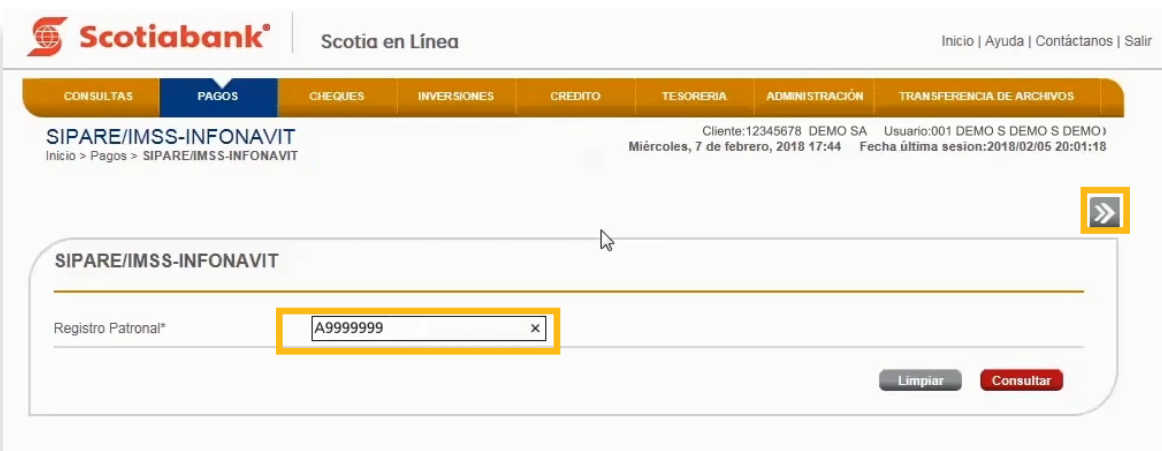 Scotiabank® Scotia en Línea Inicio | Ayuda | Contáctanos | Salir
CONSULTAS PAGOS CHEQUES INVERSIONES CREDITO TESORERIA ADMINISTRACIÓN TRANSFERENCIA DE ARCHIVOS
SIPARE/IMSS-INFONAVIT Cliente:12345678 DEMO SA Usuario:001 DEMO S DEMO S DEMO)
Inicio > Pagos > SIPARE/IMSS-INFONAVIT Miércoles, 7 de febrero, 2018 17:44 Fecha última sesion:2018/02/05 20:01:18
SIPARE/IMSS-INFONAVIT
Registro Patronal* A9999999 ×
Limpiar Consultar